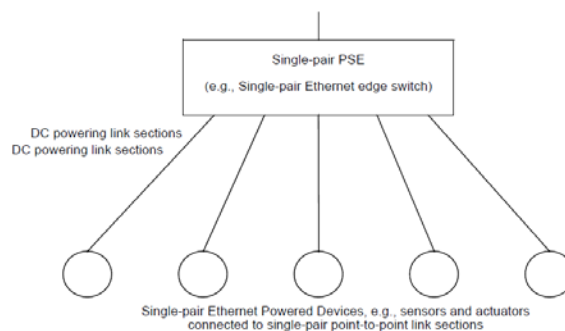 Single-pair PSE
(e.g., Single-pair Ethernet edge switch)
DC powering link sections
DC powering link sections
Single-pair Ethernet Powered Devices, e.g., sensors and actuators
connected to single-pair point-to-point link sections